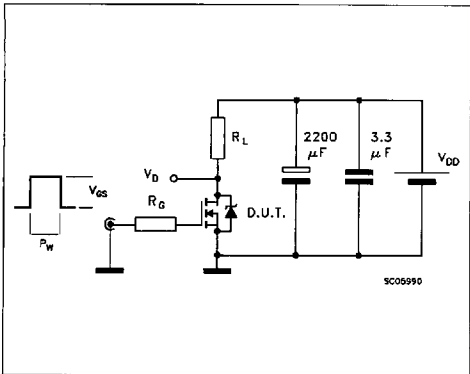 R_L
2200
μF
3.3
μF
V_DD
V_D
V_GS
R_G
D.U.T.
P_W
SC05990